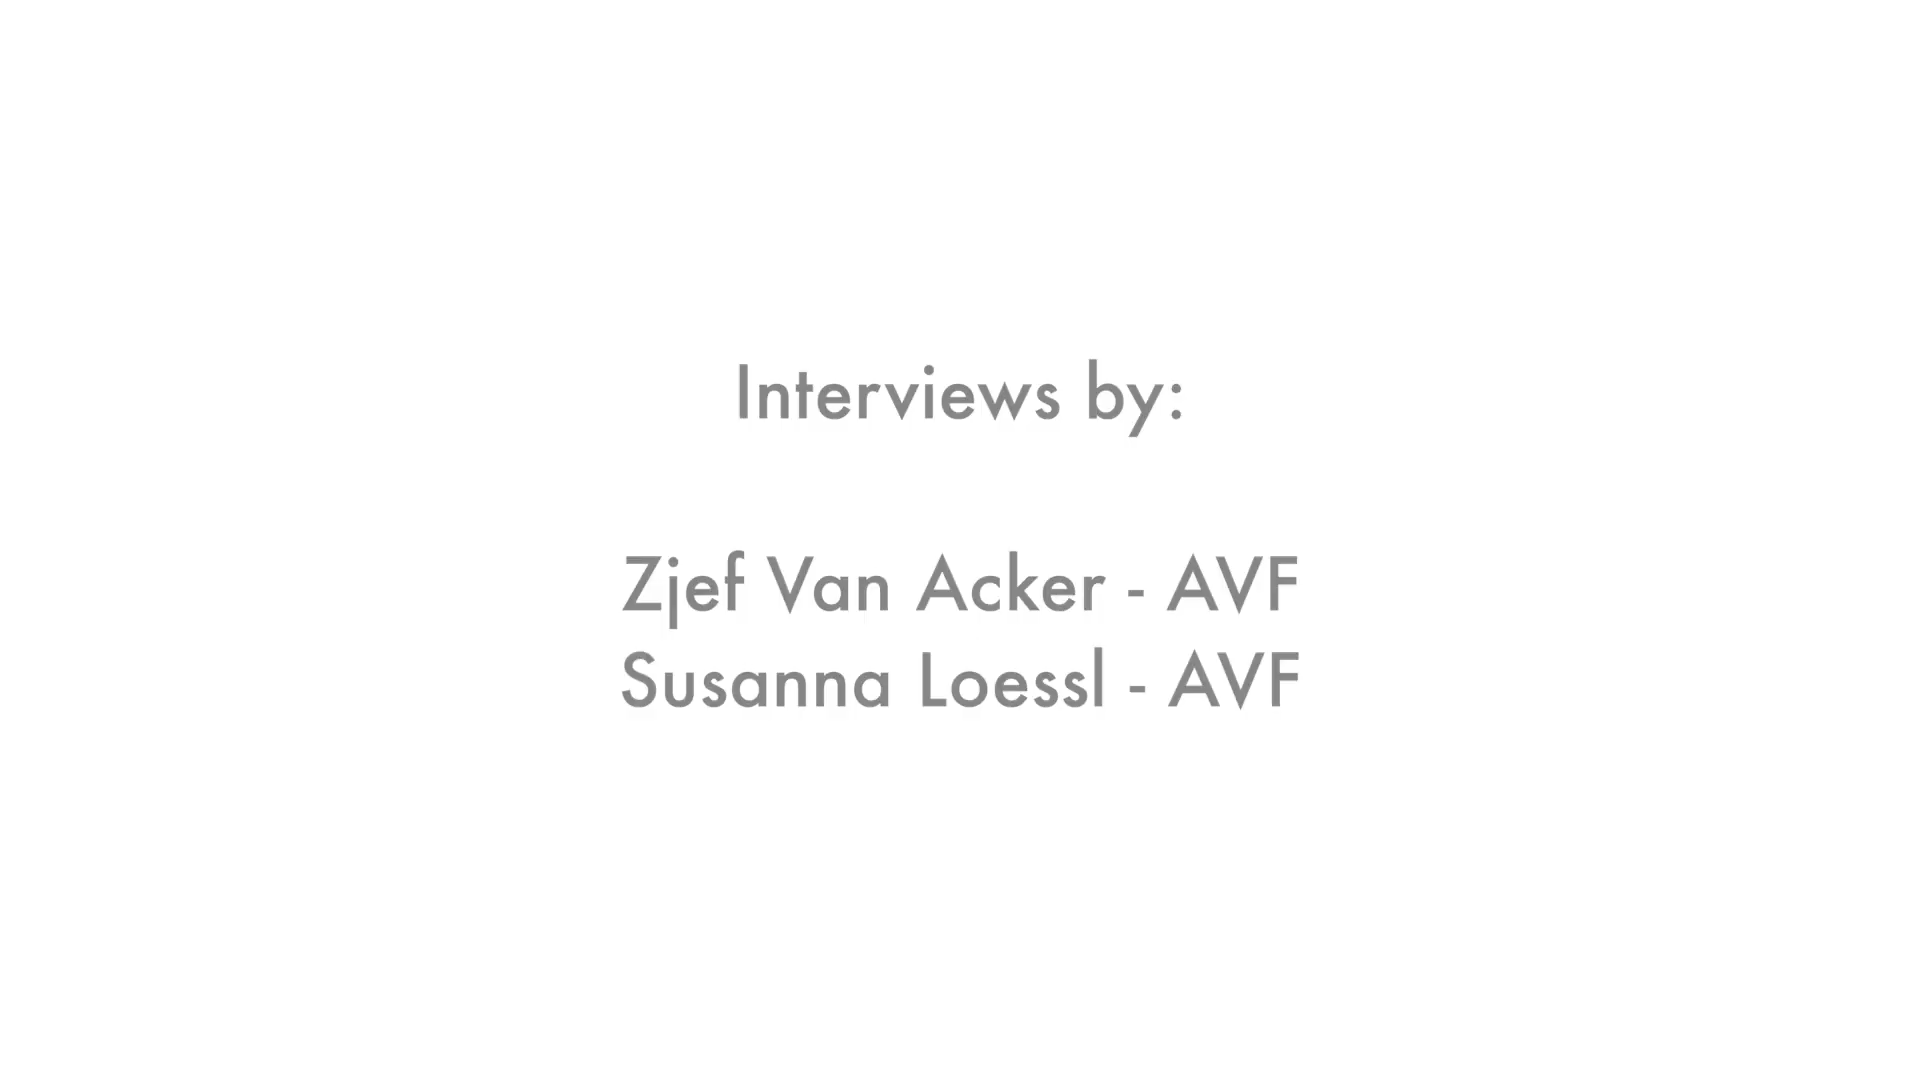 Interviews by:
Zjef Van Acker - AVF
Susanna Loessl - AVF